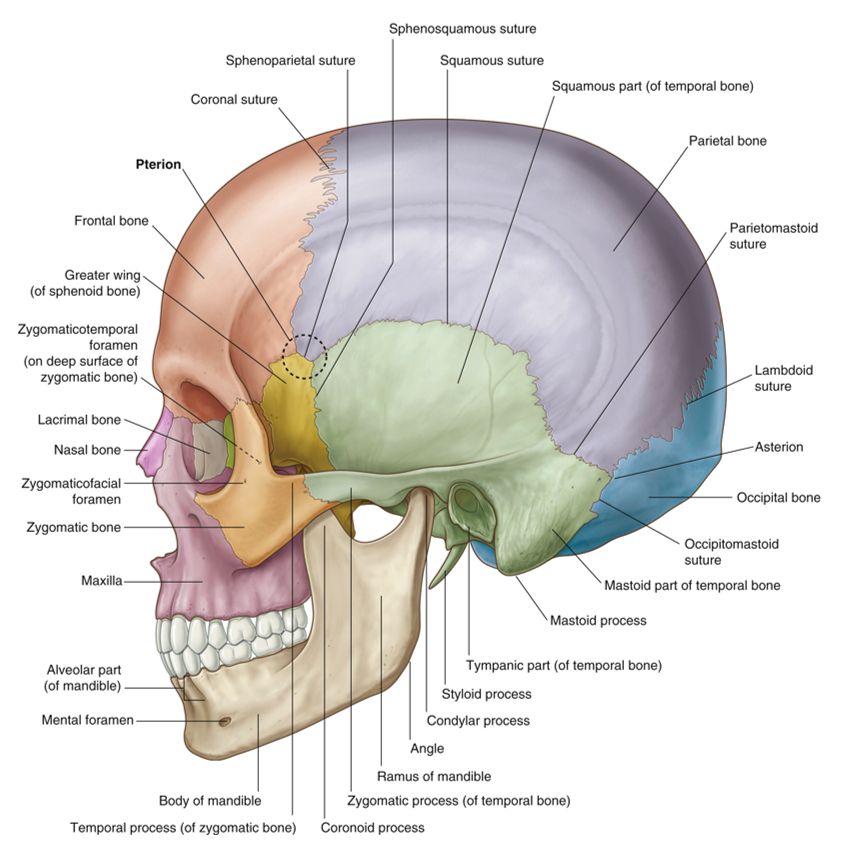 Sphenosquamous suture
Sphenoparietal suture
Squamous suture
Squamous part (of temporal bone)
Coronal suture
Parietal bone
Pterion
Frontal bone
Parietomastoid
suture
Greater wing
(of sphenoid bone)
Zygomaticotemporal
foramen
(on deep surface of
zygomatic bone)
Lambdoid
suture
Lacrimal bone
Nasal bone
Asterion
Zygomaticofacial
foramen
Occipital bone
Zygomatic bone
Occipitomastoid
suture
Maxilla
Mastoid part of temporal bone
Mastoid process
Tympanic part (of temporal bone)
Alveolar part
(of mandible)
Styloid process
Mental foramen
Condylar process
Angle
Ramus of mandible
Body of mandible
Zygomatic process (of temporal bone)
Temporal process (of zygomatic bone)
Coronoid process